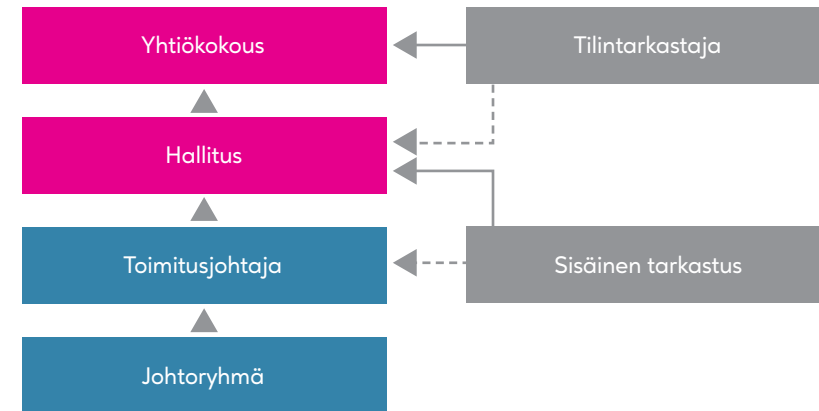 Yhtiökokous
Tilintarkastaja
Hallitus
Toimitusjohtaja
Sisäinen tarkastus
Johtoryhmä